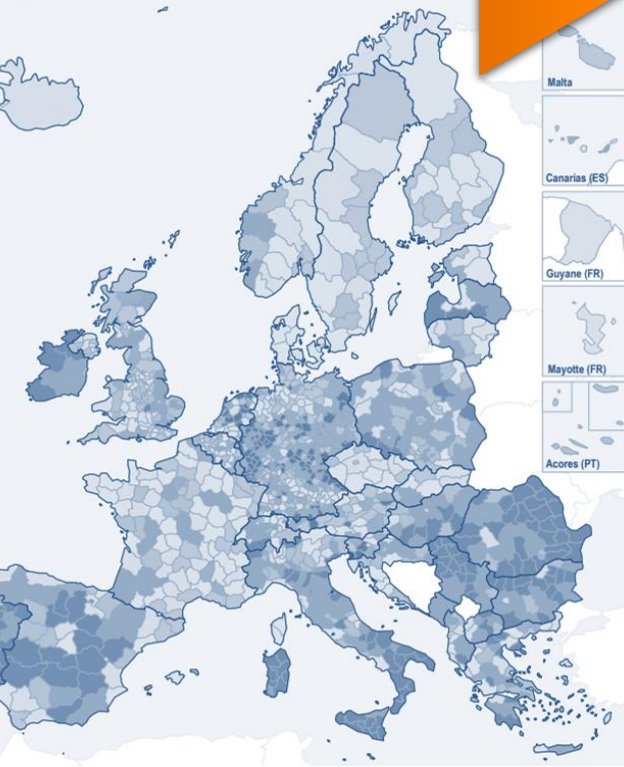 Malta
Canarias (ES)
Guyane (FR)
Mayotte (FR)
Acores (PT)